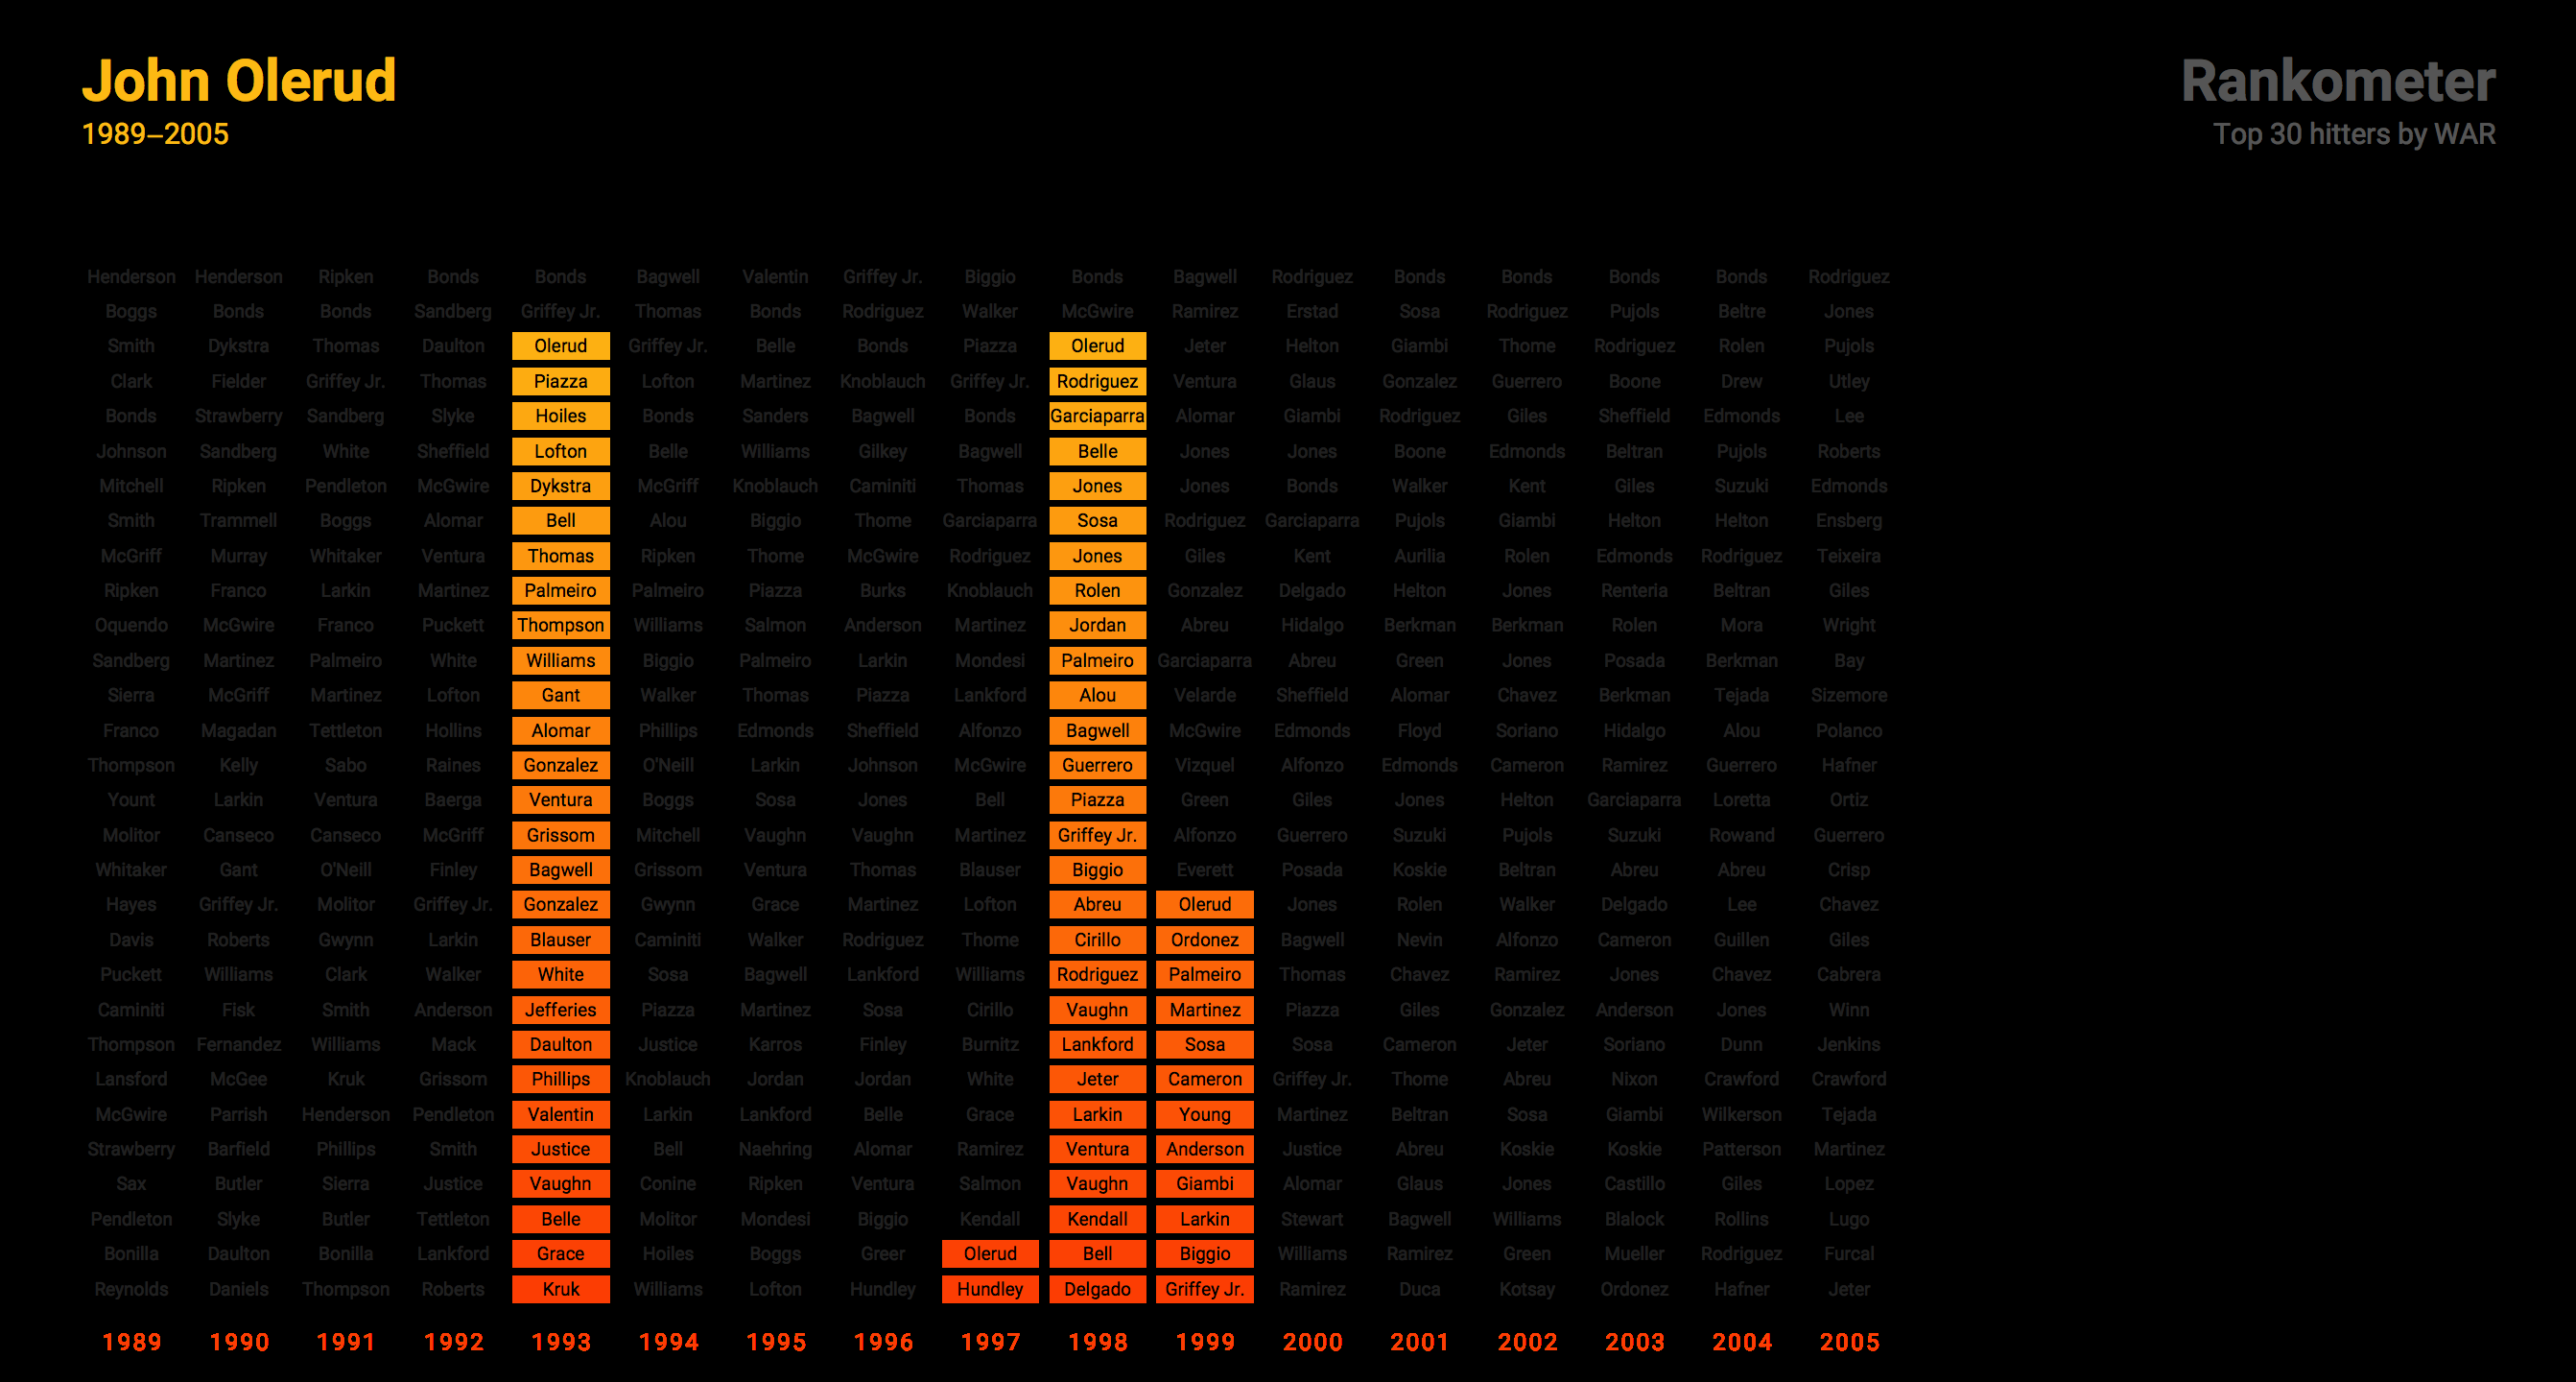 John Olerud
Rankometer
1989–2005
Top 30 hitters by WAR
Henderson Henderson Ripken Bonds Bonds Bagwell Valentin Griffey Jr. Biggio Bonds Bagwell Rodriguez Bonds Bonds Bonds Bonds Rodriguez
Boggs Bonds Bonds Sandberg Griffey Jr. Thomas Bonds Rodriguez Walker McGwire Ramirez Erstad Sosa Rodriguez Pujols Beltre Jones
Smith Dykstra Thomas Daulton Olerud Griffey Jr. Belle Bonds Piazza Olerud Jeter Helton Giambi Thome Rodriguez Rolen Pujols
Clark Fielder Griffey Jr. Thomas Piazza Lofton Martinez Knoblauch Griffey Jr. Rodriguez Ventura Glaus Gonzalez Guerrero Boone Drew Utley
Bonds Strawberry Sandberg Slyke Hoiles Bonds Sanders Bagwell Bonds Garciaparra Alomar Giambi Rodriguez Giles Sheffield Edmonds Lee
Johnson Sandberg White Sheffield Lofton Belle Williams Gilkey Bagwell Belle Jones Jones Boone Edmonds Beltran Pujols Roberts
Mitchell Ripken Pendleton McGwire Dykstra McGriff Knoblauch Caminiti Thomas Jones Jones Bonds Walker Kent Giles Suzuki Edmonds
Smith Trammell Boggs Alomar Bell Alou Biggio Thome Garciaparra Sosa Rodriguez Garciaparra Pujols Giambi Helton Helton Ensberg
McGriff Murray Whitaker Ventura Thomas Ripken Thome McGwire Rodriguez Jones Giles Kent Aurilia Rolen Edmonds Rodriguez Teixeira
Ripken Franco Larkin Martinez Palmeiro Palmeiro Piazza Burks Knoblauch Rolen Gonzalez Delgado Helton Jones Renteria Beltran Giles
Oquendo McGwire Franco Puckett Thompson Williams Salmon Anderson Martinez Jordan Abreu Hidalgo Berkman Berkman Rolen Mora Wright
Sandberg Martinez Palmeiro White Williams Biggio Palmeiro Larkin Mondesi Palmeiro Garciaparra Abreu Green Jones Posada Berkman Bay
Sierra McGriff Martinez Lofton Gant Walker Thomas Piazza Lankford Alou Velarde Sheffield Alomar Chavez Berkman Tejada Sizemore
Franco Magadan Tettleton Hollins Alomar Phillips Edmonds Sheffield Alfonzo Bagwell McGwire Edmonds Floyd Soriano Hidalgo Alou Polanco
Thompson Kelly Sabo Raines Gonzalez O'Neill Larkin Johnson McGwire Guerrero Vizquel Alfonzo Edmonds Cameron Ramirez Guerrero Hafner
Yount Larkin Ventura Baerga Ventura Boggs Sosa Jones Bell Piazza Green Giles Jones Helton Garciaparra Loretta Ortiz
Molitor Canseco Canseco McGriff Grissom Mitchell Vaughn Vaughn Martinez Griffey Jr. Alfonzo Guerrero Suzuki Pujols Suzuki Rowand Guerrero
Whitaker Gant O'Neill Finley Bagwell Grissom Ventura Thomas Blauser Biggio Everett Posada Koskie Beltran Abreu Abreu Crisp
Hayes Griffey Jr. Molitor Griffey Jr. Gonzalez Gwynn Grace Martinez Lofton Abreu Olerud Jones Rolen Walker Delgado Lee Chavez
Davis Roberts Gwynn Larkin Blauser Caminiti Walker Rodriguez Thome Cirillo Ordonez Bagwell Nevin Alfonzo Cameron Guillen Giles
Puckett Williams Clark Walker White Sosa Bagwell Lankford Williams Rodriguez Palmeiro Thomas Chavez Ramirez Jones Chavez Cabrera
Caminiti Fisk Smith Anderson Jefferies Piazza Martinez Sosa Cirillo Vaughn Martinez Piazza Giles Gonzalez Anderson Jones Winn
Thompson Fernandez Williams Mack Daulton Justice Karros Finley Burnitz Lankford Sosa Sosa Cameron Jeter Soriano Dunn Jenkins
Lansford McGee Kruk Grissom Phillips Knoblauch Jordan Jordan White Jeter Cameron Griffey Jr. Thome Abreu Nixon Crawford Crawford
McGwire Parrish Henderson Pendleton Valentin Larkin Lankford Belle Grace Larkin Young Martinez Beltran Sosa Giambi Wilkerson Tejada
Strawberry Barfield Phillips Smith Justice Bell Naehring Alomar Ramirez Ventura Anderson Justice Abreu Koskie Koskie Patterson Martinez
Sax Butler Sierra Justice Vaughn Conine Ripken Ventura Salmon Vaughn Giambi Alomar Glaus Jones Castillo Giles Lopez
Pendleton Slyke Butler Tettleton Belle Molitor Mondesi Biggio Kendall Kendall Larkin Stewart Bagwell Williams Blalock Rollins Lugo
Bonilla Daulton Bonilla Lankford Grace Hoiles Boggs Greer Olerud Bell Biggio Williams Ramirez Green Mueller Rodriguez Furcal
Reynolds Daniels Thompson Roberts Kruk Williams Lofton Hundley Hundley Delgado Griffey Jr. Ramirez Duca Kotsay Ordonez Hafner Jeter
1989 1990 1991 1992 1993 1994 1995 1996 1997 1998 1999 2000 2001 2002 2003 2004 2005